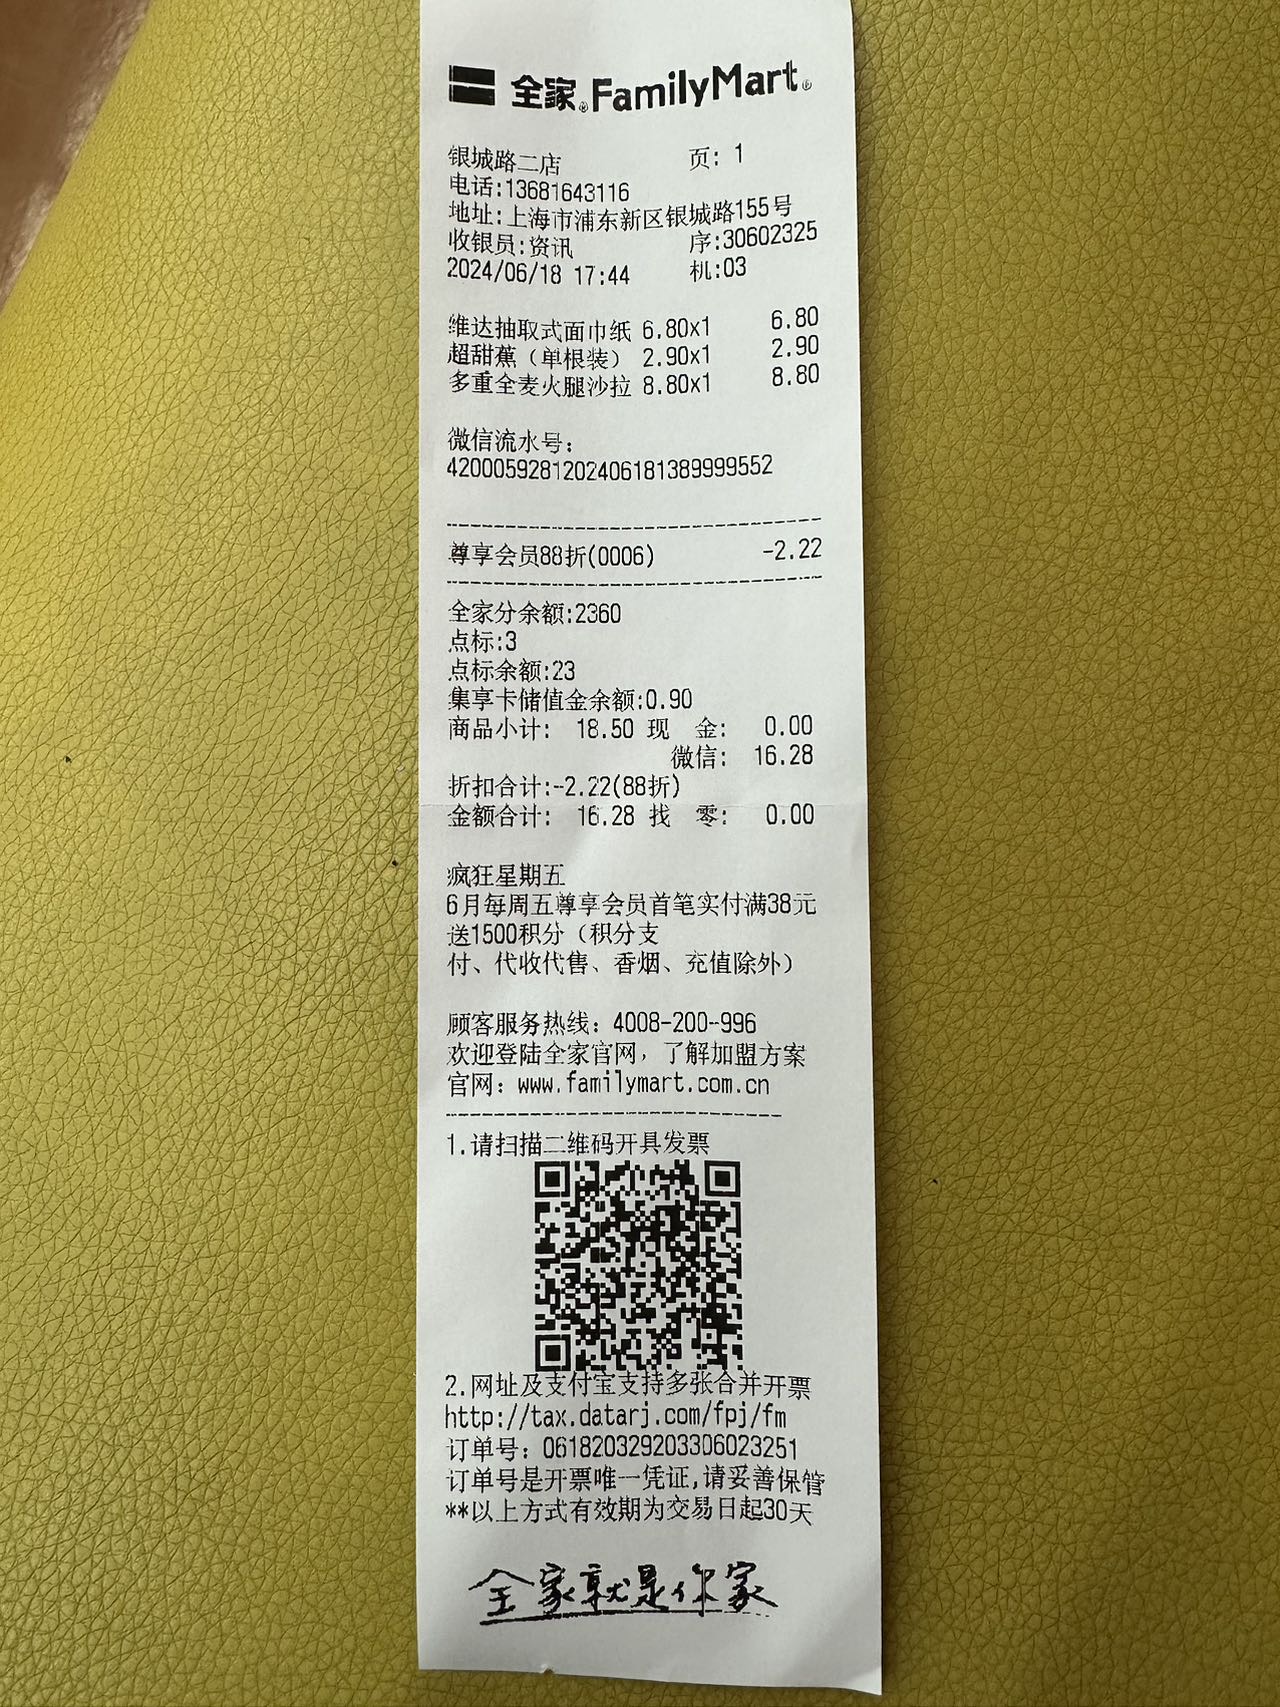 全家 FamilyMart
银城路二店 页: 1
电话:13681643116
地址:上海市浦东新区银城路155号
收银员:资讯 序:30602325
2024/06/18 17:44 机:03
维达抽取式面巾纸 6.80x1 6.80
超甜蕉（单根装） 2.90x1 2.90
多重全麦火腿沙拉 8.80x1 8.80
微信流水号:
4200059281202406181389999552
尊享会员88折(0006) -2.22
全家分余额:2360
点标:3
点标余额:23
集享卡储值金余额:0.90
商品小计: 18.50 现 金: 0.00
微信: 16.28
折扣合计:-2.22(88折)
金额合计: 16.28 找 零: 0.00
疯狂星期五
6月每周五尊享会员首笔实付满38元
送1500积分（积分支
付、代收代售、香烟、充值除外）
顾客服务热线: 4008-200-996
欢迎登陆全家官网，了解加盟方案
官网: www.familymart.com.cn
1.请扫描二维码开具发票
2.网址及支付宝支持多张合并开票
http://tax.datarj.com/fpj/fm
订单号: 061820329203306023251
订单号是开票唯一凭证,请妥善保管
**以上方式有效期为交易日起30天
全家就是你家